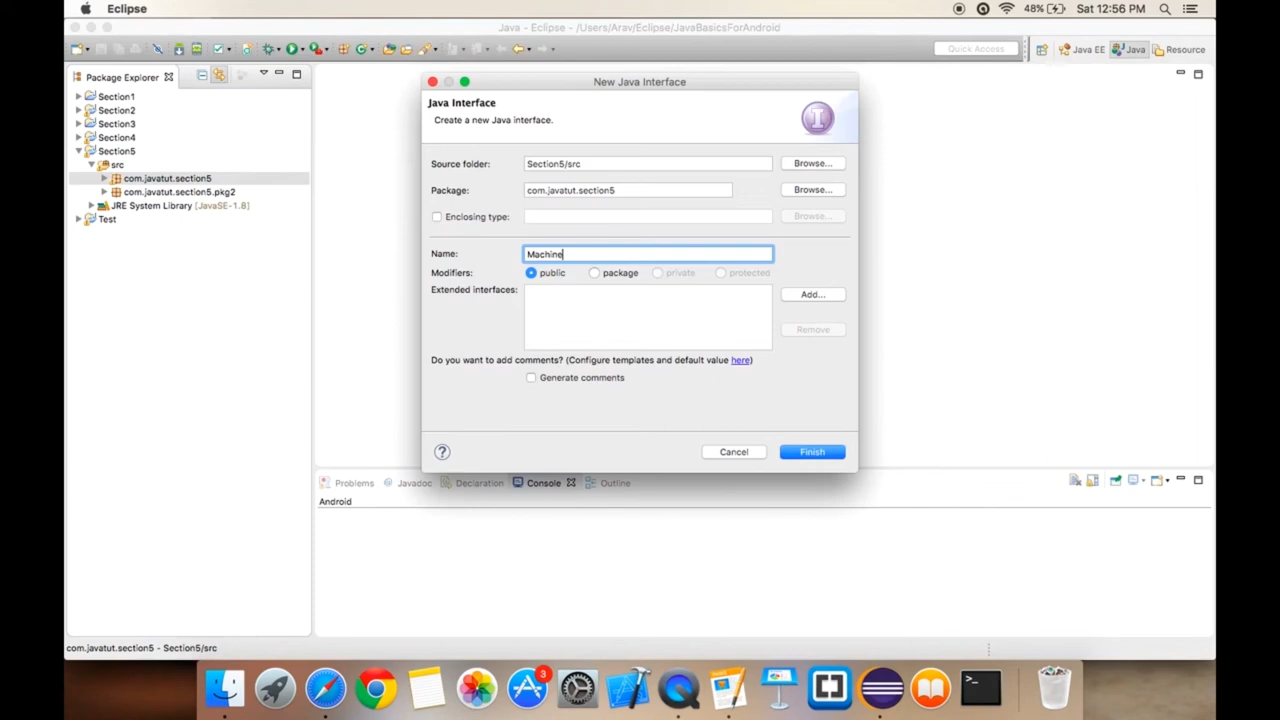 Eclipse
48%
Sat 12:56 PM
Java - Eclipse - /Users/Arav/Eclipse/JavaBasicsForAndroid
Quick Access
Java EE
Java
Resource
Package Explorer
Section1
Section2
Section3
Section4
Section5
src
com.javatut.section5
com.javatut.section5.pkg2
JRE System Library [JavaSE-1.8]
Test
New Java Interface
Java Interface
Create a new Java interface.
Source folder: Section5/src Browse...
Package: com.javatut.section5 Browse...
Enclosing type: Browse...
Name: Machine
Modifiers: public package private protected
Extended interfaces: Add...
Remove
Do you want to add comments? (Configure templates and default value here)
Generate comments
? Cancel Finish
Problems @ Javadoc Declaration Console Outline
Android
com.javatut.section5 - Section5/src
3
>_